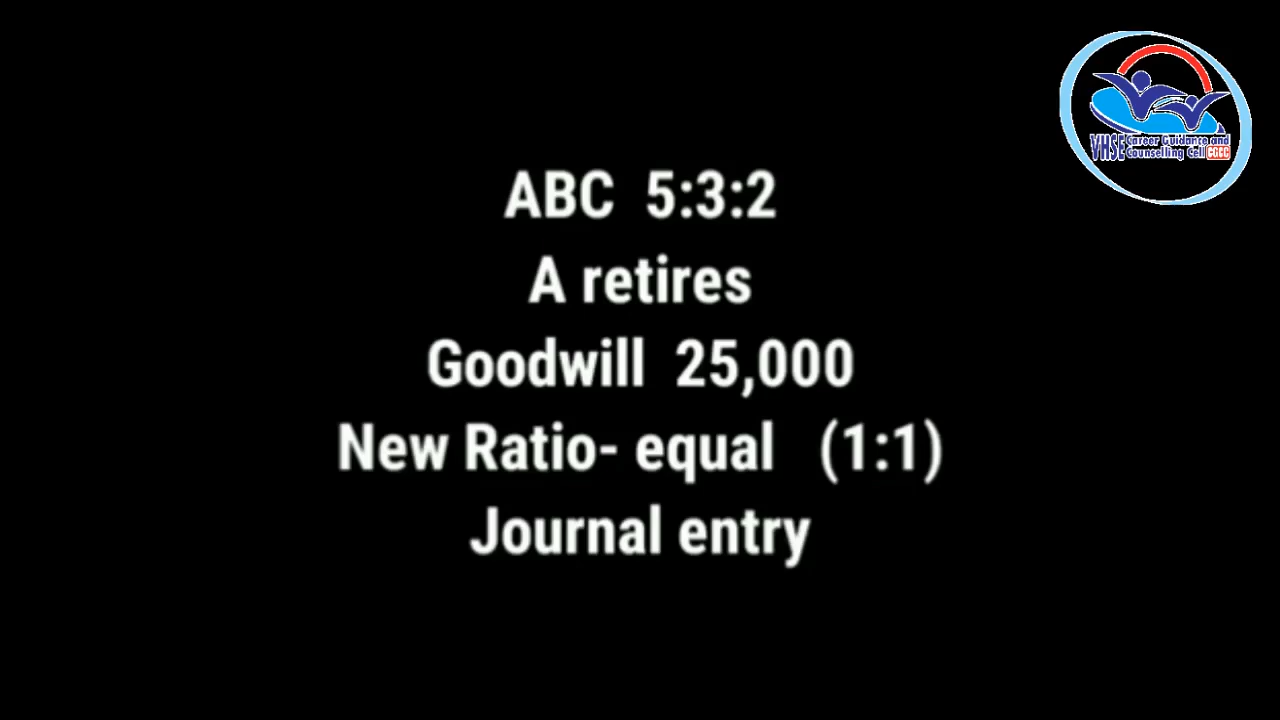 VHSE Career Guidance and
Counselling Cell CGCC
ABC 5:3:2
A retires
Goodwill 25,000
New Ratio- equal (1:1)
Journal entry